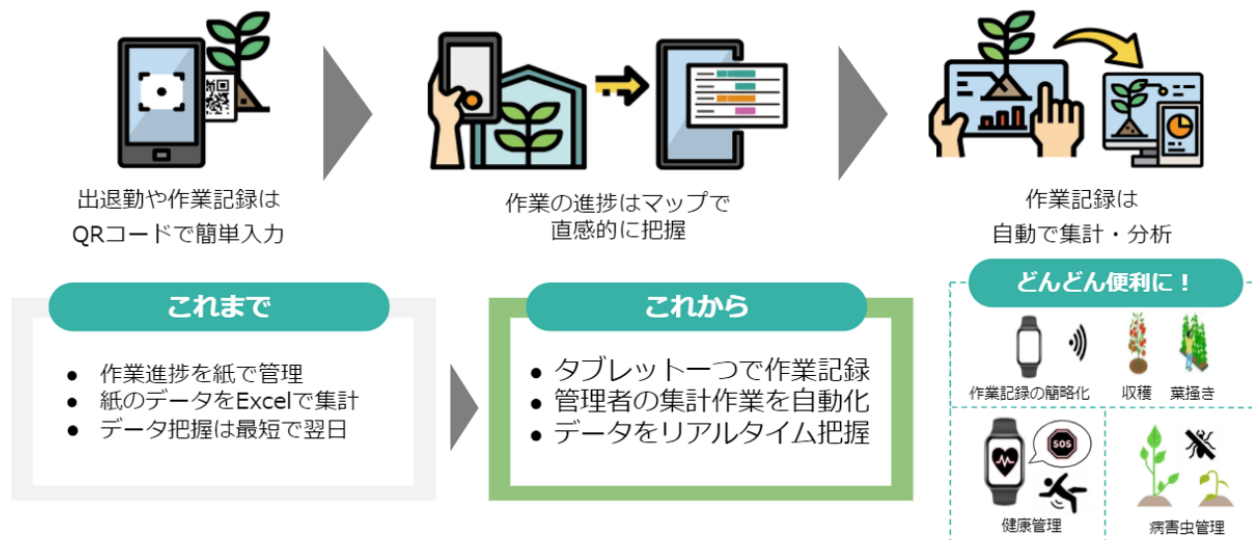 出退勤や作業記録は
QRコードで簡単入力
作業の進捗はマップで
直感的に把握
作業記録は
自動で集計・分析
これまで
● 作業進捗を紙で管理
● 紙のデータをExcelで集計
● データ把握は最短で翌日
これから
● タブレット一つで作業記録
● 管理者の集計作業を自動化
● データをリアルタイム把握
どんどん便利に！
作業記録の簡略化
収穫
葉掻き
SOS
健康管理
病害虫管理